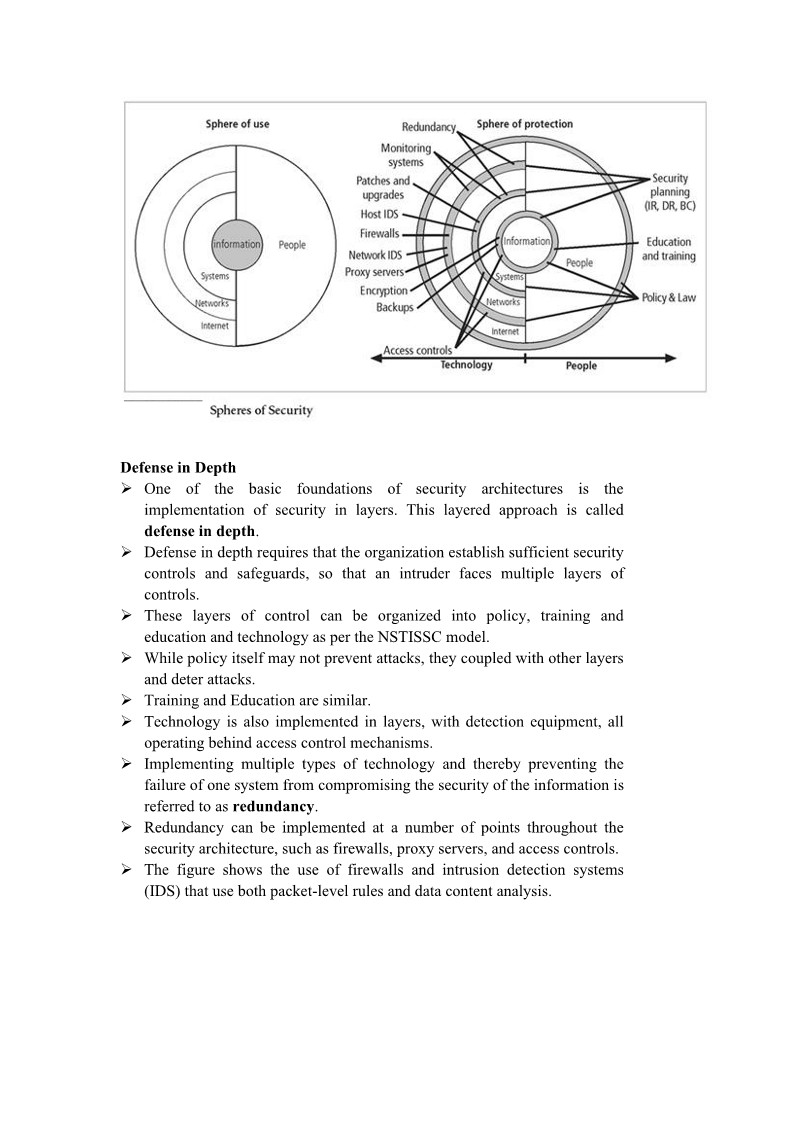 Sphere of use
Information
People
Systems
Networks
Internet
Sphere of protection
Redundancy
Monitoring
systems
Patches and
upgrades
Host IDS
Firewalls
Network IDS
Proxy servers
Encryption
Backups
Access controls
Information
People
Systems
Networks
Internet
Security
planning
(IR, DR, BC)
Education
and training
Policy & Law
Technology
People
Spheres of Security
Defense in Depth
➢ One of the basic foundations of security architectures is the
implementation of security in layers. This layered approach is called
defense in depth.
➢ Defense in depth requires that the organization establish sufficient security
controls and safeguards, so that an intruder faces multiple layers of
controls.
➢ These layers of control can be organized into policy, training and
education and technology as per the NSTISSC model.
➢ While policy itself may not prevent attacks, they coupled with other layers
and deter attacks.
➢ Training and Education are similar.
➢ Technology is also implemented in layers, with detection equipment, all
operating behind access control mechanisms.
➢ Implementing multiple types of technology and thereby preventing the
failure of one system from compromising the security of the information is
referred to as redundancy.
➢ Redundancy can be implemented at a number of points throughout the
security architecture, such as firewalls, proxy servers, and access controls.
➢ The figure shows the use of firewalls and intrusion detection systems
(IDS) that use both packet-level rules and data content analysis.